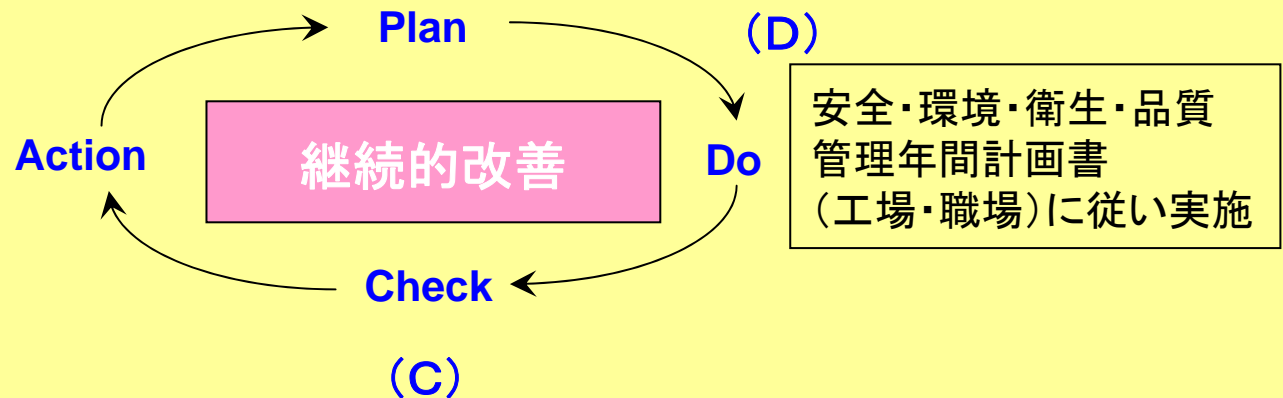 Plan
(D)
Action
継続的改善
Do
安全・環境・衛生・品質
管理年間計画書
(工場・職場)に従い実施
Check
(C)